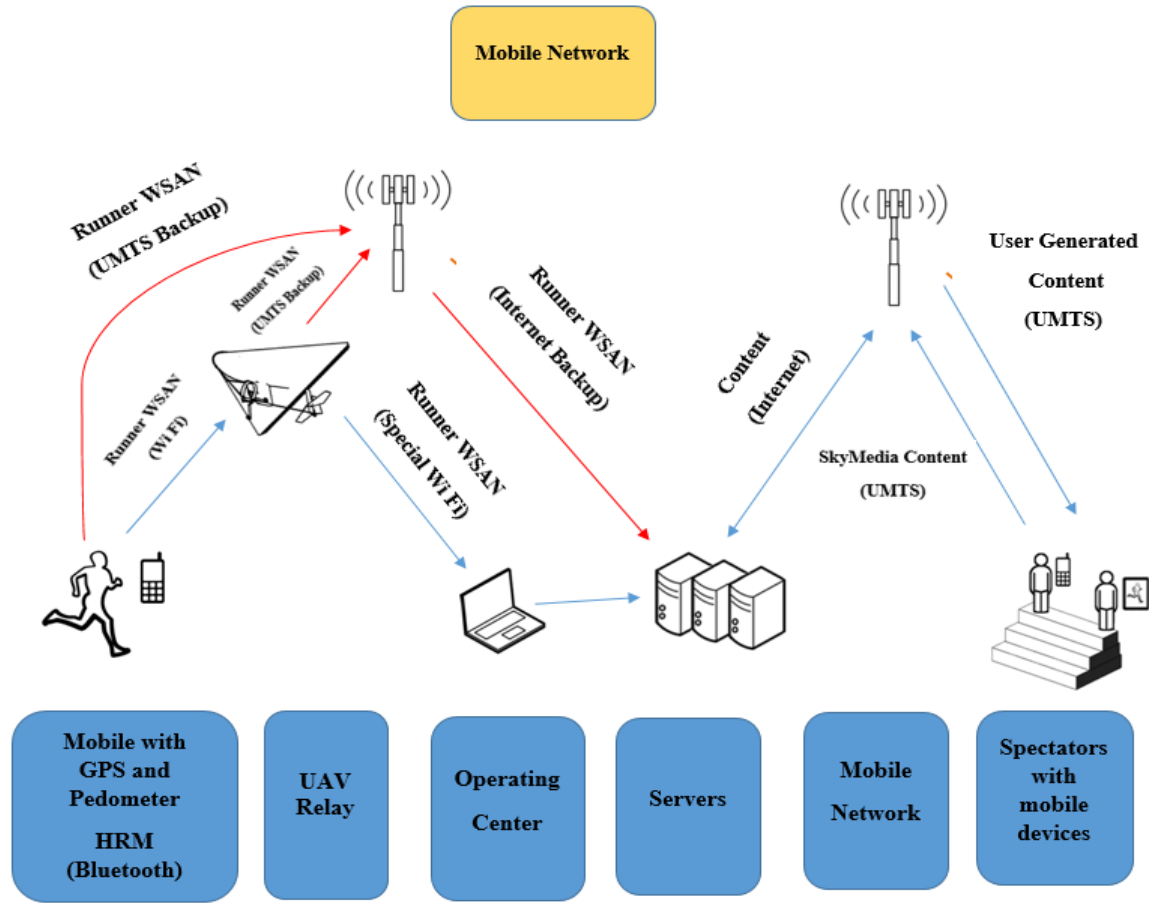 Mobile Network
Runner WSAN
(UMTS Backup)
Runner WSAN
(UMTS Backup)
Runner WSAN
(Wi Fi)
Runner WSAN
(Special Wi Fi)
Runner WSAN
(Internet Backup)
Content
(Internet)
SkyMedia Content
(UMTS)
User Generated
Content
(UMTS)
Mobile with
GPS and
Pedometer
HRM
(Bluetooth)
UAV
Relay
Operating
Center
Servers
Mobile
Network
Spectators
with
mobile
devices